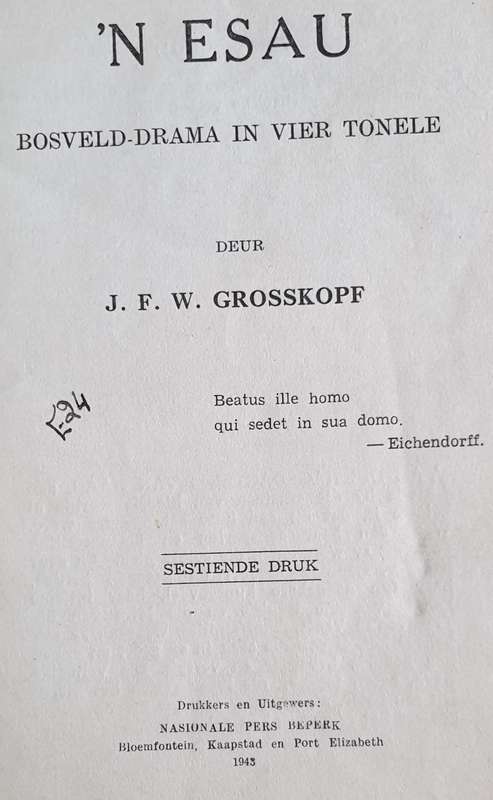 'N ESAU
BOSVELD-DRAMA IN VIER TONELE
DEUR
J. F. W. GROSSKOPF
Beatus ille homo
qui sedet in sua domo.
— Eichendorff.
SESTIENDE DRUK
Drukkers en Uitgewers:
NASIONALE PERS BEPERK
Bloemfontein, Kaapstad en Port Elizabeth
1943